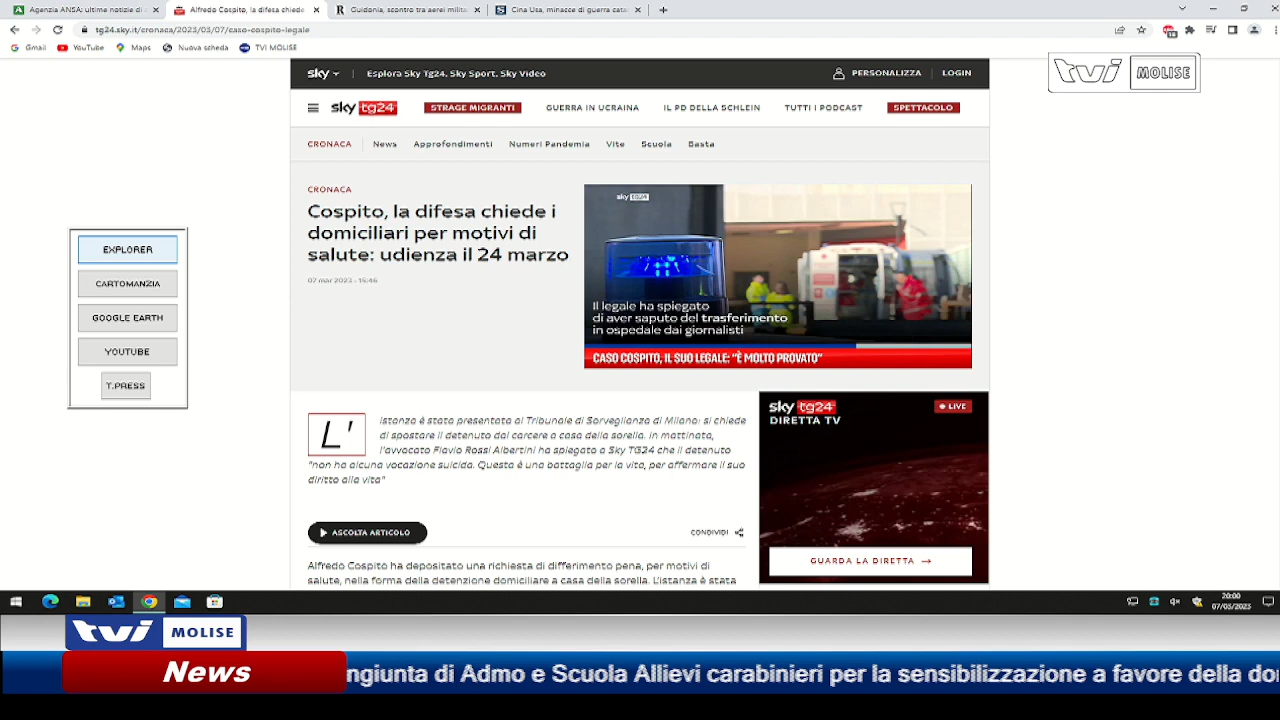 Agenzia ANSA: ultime notizie di c
Alfredo Cospito, la difesa chiede
Guidonia, scontro tra aerei milita
Cina Usa, minacce di guerra cata
tg24.sky.it/cronaca/2023/03/07/caso-cospito-legale
Gmail YouTube Maps Nuova scheda TVI MOLISE
tvi MOLISE
sky Esplora Sky Tg24, Sky Sport, Sky Video PERSONALIZZA LOGIN
sky tg24 STRAGE MIGRANTI GUERRA IN UCRAINA IL PD DELLA SCHLEIN TUTTI I PODCAST SPETTACOLO
CRONACA News Approfondimenti Numeri Pandemia Vite Scuola Basta
CRONACA
Cospito, la difesa chiede i
domiciliari per motivi di
salute: udienza il 24 marzo
07 mar 2023 - 15:46
sky tg24
Il legale ha spiegato
di aver saputo del trasferimento
in ospedale dai giornalisti
CASO COSPITO, IL SUO LEGALE: "È MOLTO PROVATO"
EXPLORER
CARTOMANZIA
GOOGLE EARTH
YOUTUBE
T.PRESS
L' istanza è stata presentata al Tribunale di Sorveglianza di Milano: si chiede
di spostare il detenuto dal carcere a casa della sorella. In mattinata,
l'avvocato Flavio Rossi Albertini ha spiegato a Sky TG24 che il detenuto
"non ha alcuna vocazione suicida. Questa è una battaglia per la vita, per affermare il suo
diritto alla vita"
sky tg24 LIVE
DIRETTA TV
GUARDA LA DIRETTA →
ASCOLTA ARTICOLO CONDIVIDI
Alfredo Cospito ha depositato una richiesta di differimento pena, per motivi di
salute, nella forma della detenzione domiciliare a casa della sorella. L'istanza è stata
20:00
07/03/2023
tvi MOLISE
News ngiunta di Admo e Scuola Allievi carabinieri per la sensibilizzazione a favore della do